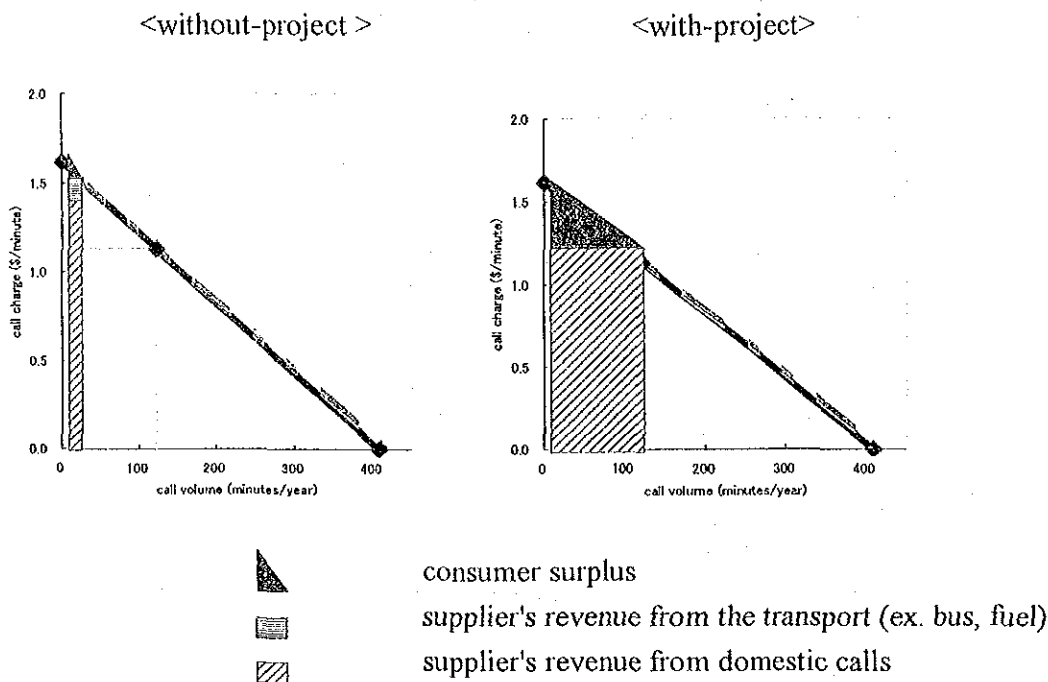 <without-project >
<with-project>
2.0
1.5
1.0
0.5
0.0
call charge ($/minute)
0
100
200
300
400
call volume (minutes/year)
2.0
1.5
1.0
0.5
0.0
call charge ($/minute)
0
100
200
300
400
call volume (minutes/year)
consumer surplus
supplier's revenue from the transport (ex. bus, fuel)
supplier's revenue from domestic calls